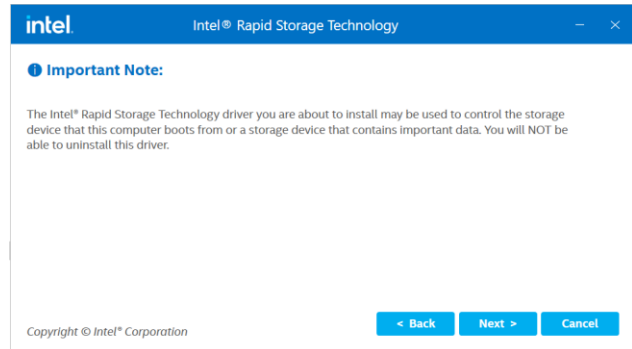 intel.
Intel® Rapid Storage Technology
Important Note:
The Intel® Rapid Storage Technology driver you are about to install may be used to control the storage
device that this computer boots from or a storage device that contains important data. You will NOT be
able to uninstall this driver.
Copyright © Intel® Corporation
< Back
Next >
Cancel